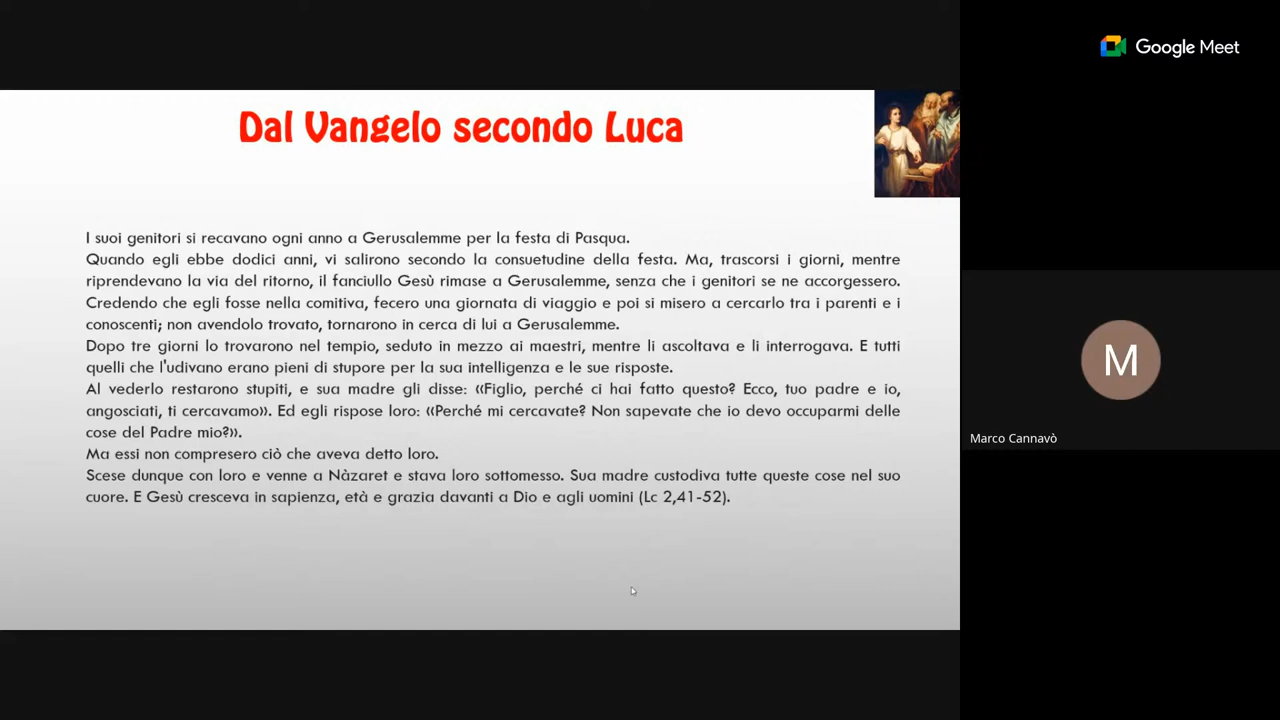 Google Meet
Dal Vangelo secondo Luca
I suoi genitori si recavano ogni anno a Gerusalemme per la festa di Pasqua.
Quando egli ebbe dodici anni, vi salirono secondo la consuetudine della festa. Ma, trascorsi i giorni, mentre
riprendevano la via del ritorno, il fanciullo Gesù rimase a Gerusalemme, senza che i genitori se ne accorgessero.
Credendo che egli fosse nella comitiva, fecero una giornata di viaggio e poi si misero a cercarlo tra i parenti e i
conoscenti; non avendolo trovato, tornarono in cerca di lui a Gerusalemme.
Dopo tre giorni lo trovarono nel tempio, seduto in mezzo ai maestri, mentre li ascoltava e li interrogava. E tutti
quelli che l'udivano erano pieni di stupore per la sua intelligenza e le sue risposte.
Al vederlo restarono stupiti, e sua madre gli disse: «Figlio, perché ci hai fatto questo? Ecco, tuo padre e io,
angosciati, ti cercavamo». Ed egli rispose loro: «Perché mi cercavate? Non sapevate che io devo occuparmi delle
cose del Padre mio?».
Ma essi non compresero ciò che aveva detto loro.
Scese dunque con loro e venne a Nàzaret e stava loro sottomesso. Sua madre custodiva tutte queste cose nel suo
cuore. E Gesù cresceva in sapienza, età e grazia davanti a Dio e agli uomini (Lc 2,41-52).
M
Marco Cannavò